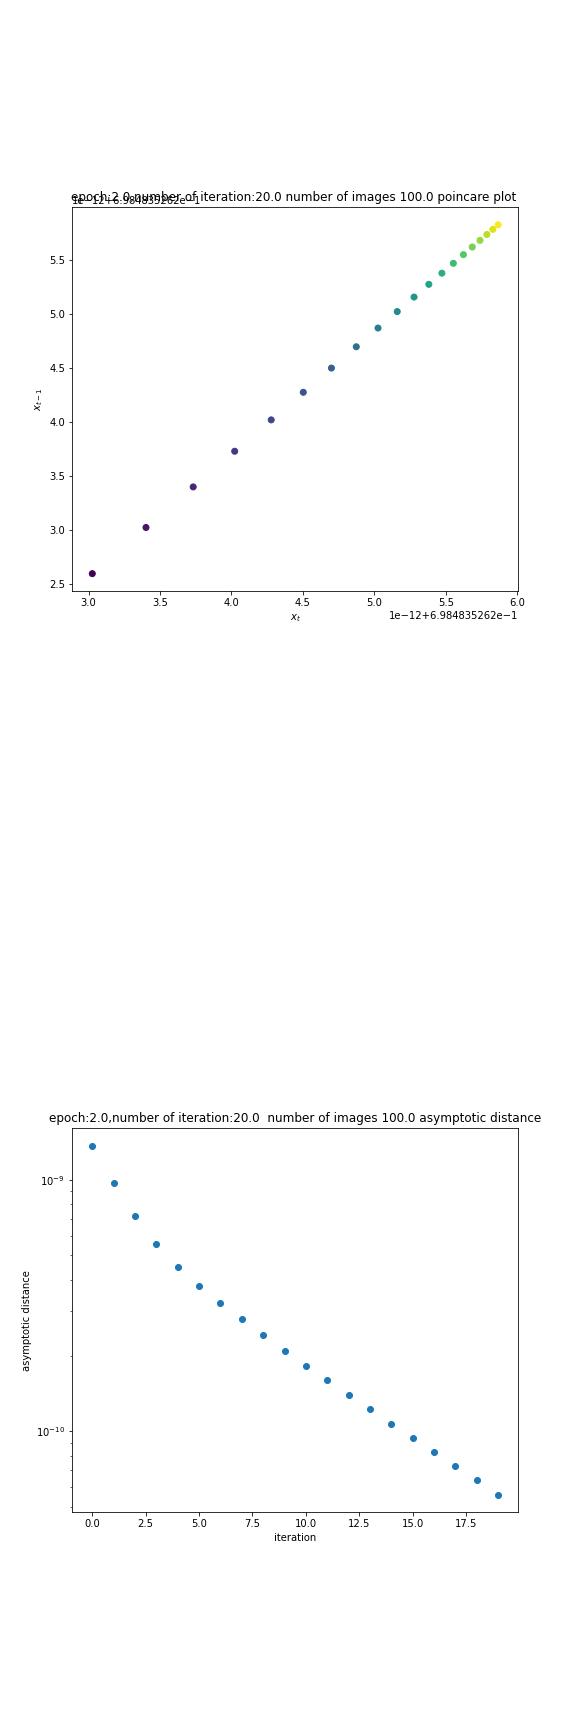 epoch:2.0,number of iteration:20.0 number of images 100.0 poincare plot
1e−12+6.984835262e−1
5.5
5.0
4.5
4.0
3.5
3.0
2.5
x_{t−1}
3.0 3.5 4.0 4.5 5.0 5.5 6.0
x_t
1e−12+6.984835262e−1
epoch:2.0,number of iteration:20.0  number of images 100.0 asymptotic distance
10^{−9}
10^{−10}
asymptotic distance
0.0 2.5 5.0 7.5 10.0 12.5 15.0 17.5
iteration